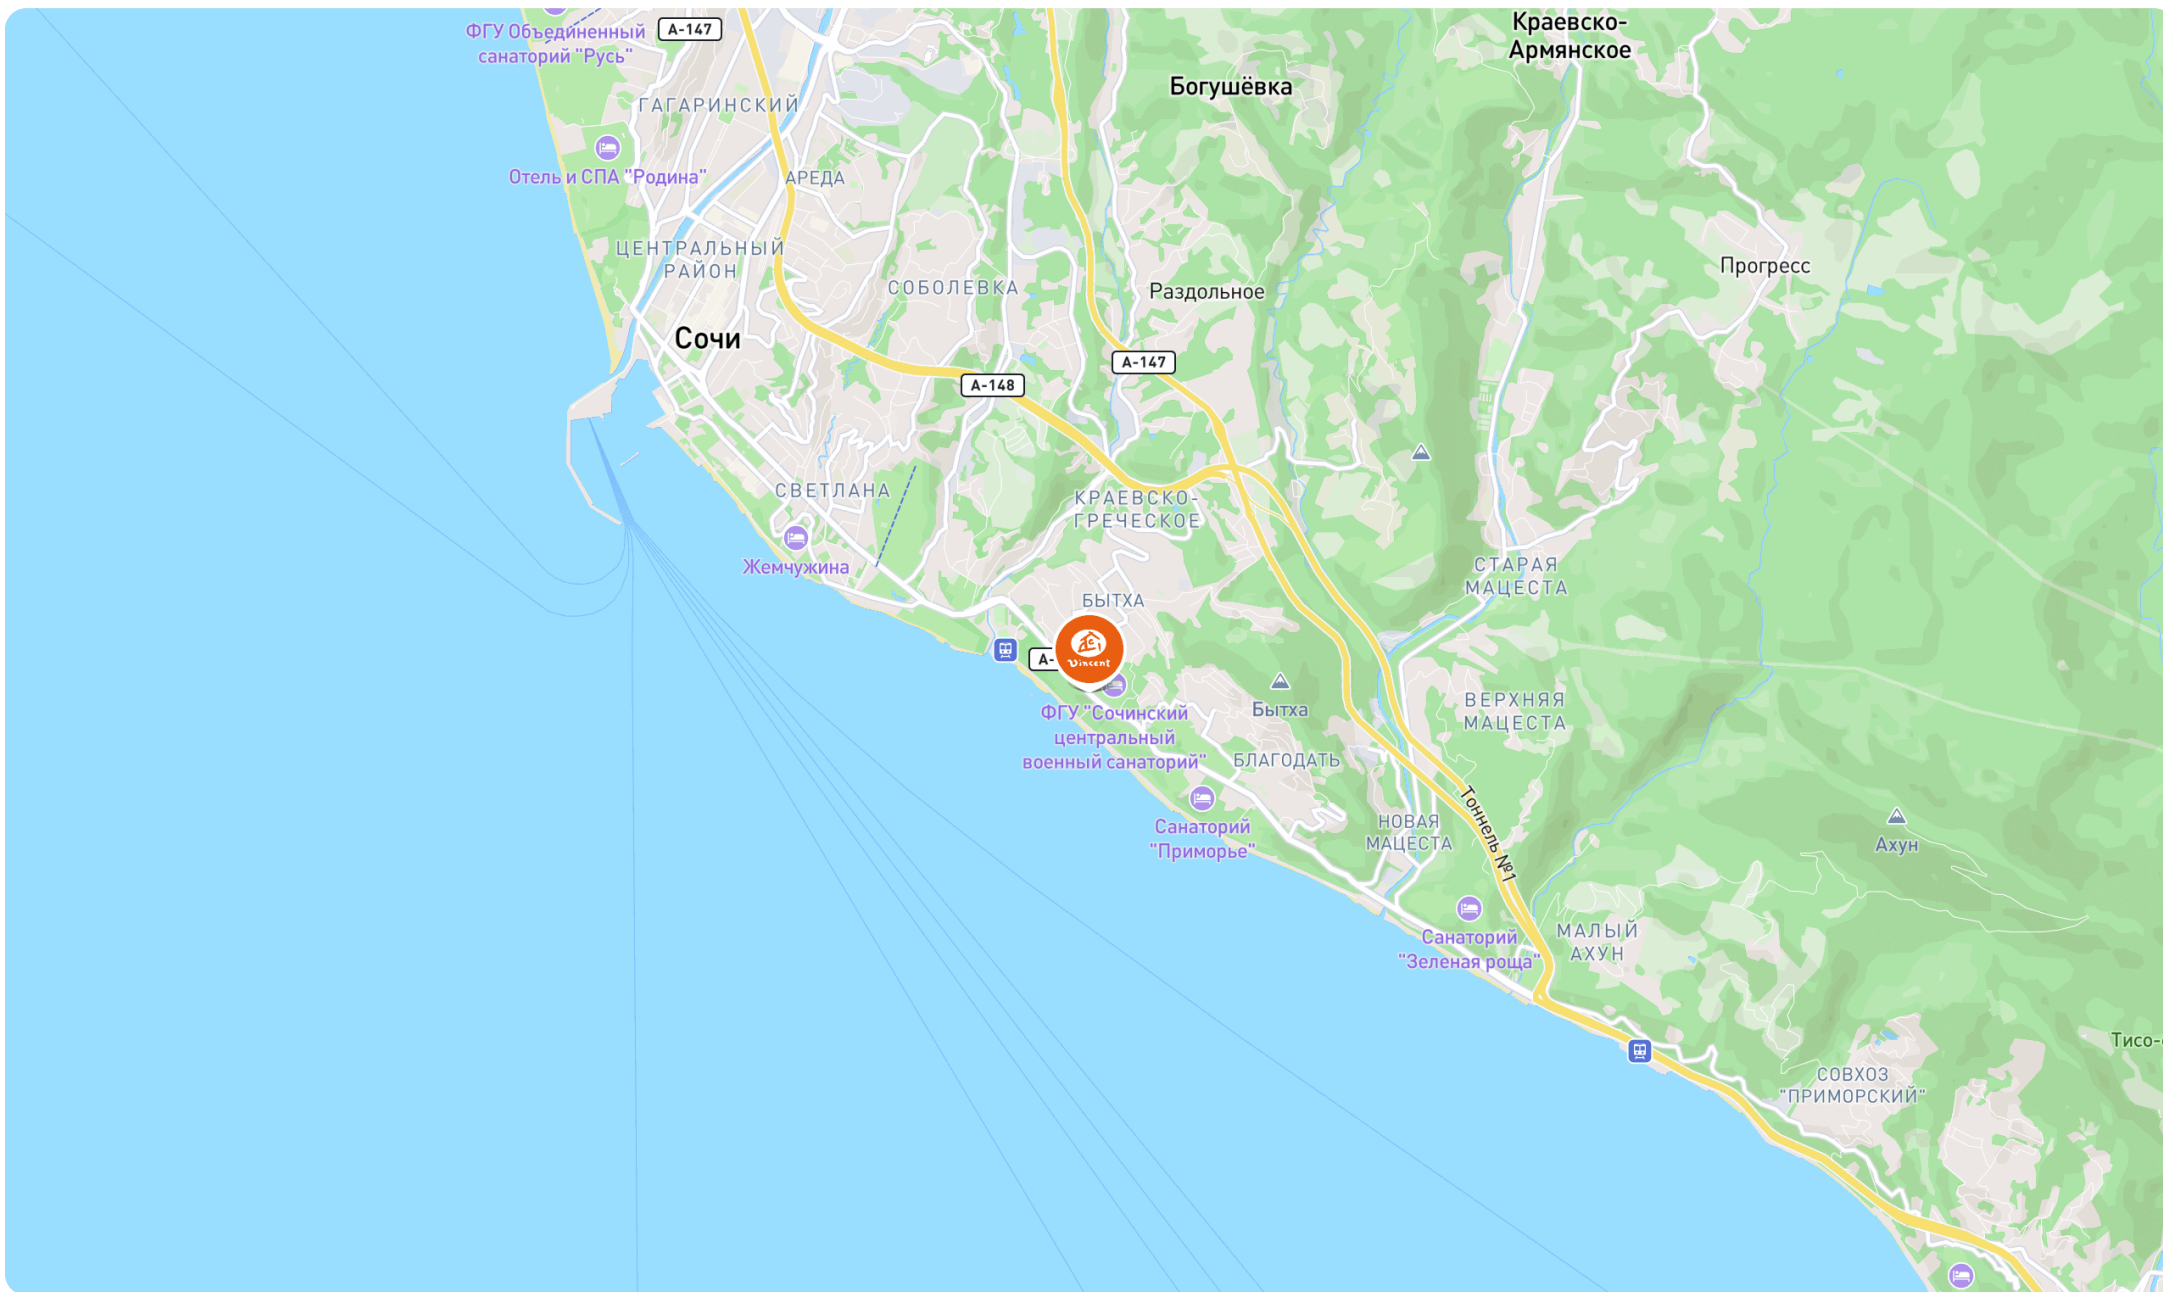 ФГУ Объединенный
санаторий "Русь"
А-147
Краевско-
Армянское
Богушёвка
ГАГАРИНСКИЙ
Отель и СПА "Родина"
АРЕДА
ЦЕНТРАЛЬНЫЙ
РАЙОН
СОБОЛЕВКА
Раздольное
Прогресс
Сочи
А-147
А-148
СВЕТЛАНА
КРАЕВСКО-
ГРЕЧЕСКОЕ
Жемчужина
СТАРАЯ
МАЦЕСТА
БЫТХА
Vincent
А-
ФГУ "Сочинский
центральный
военный санаторий"
Бытха
ВЕРХНЯЯ
МАЦЕСТА
БЛАГОДАТЬ
Тоннель №1
Санаторий
"Приморье"
НОВАЯ
МАЦЕСТА
Ахун
Санаторий
"Зеленая роща"
МАЛЫЙ
АХУН
Тисо-
СОВХОЗ
"ПРИМОРСКИЙ"